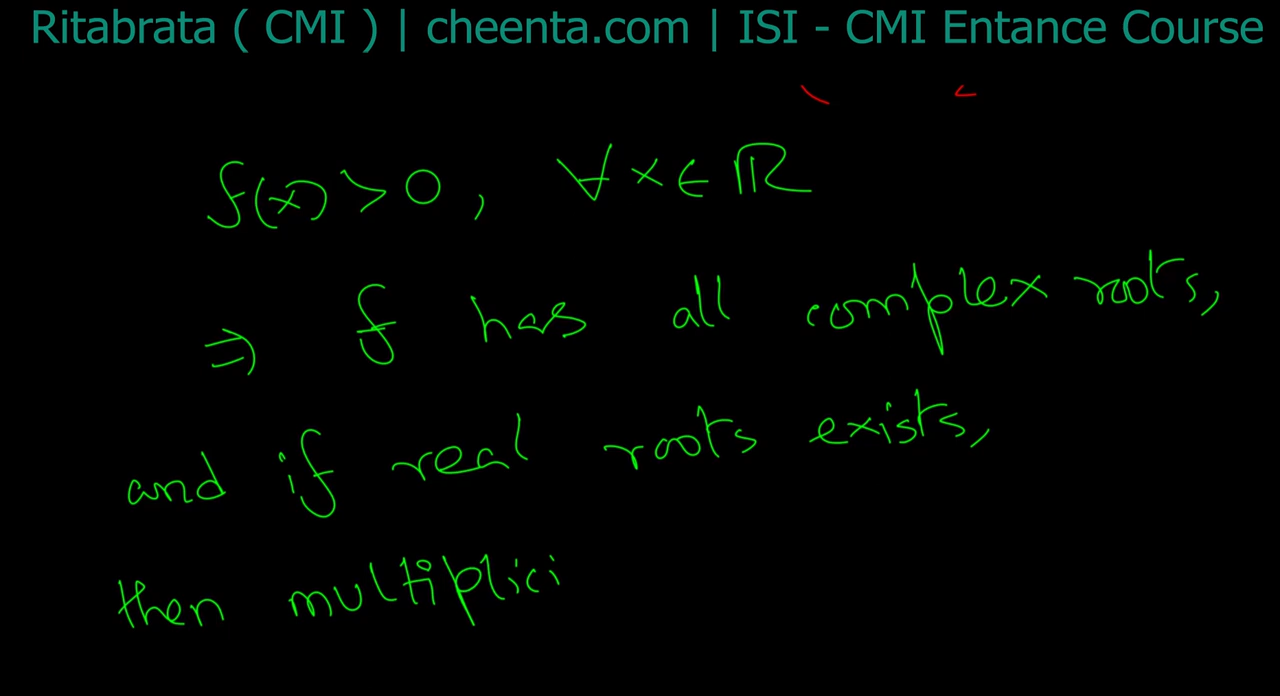 Ritabrata ( CMI ) | cheenta.com | ISI - CMI Entance Course
f(x) > 0 , ∀ x ∈ ℝ
⇒ f has all complex roots,
and if real roots exists,
then multiplici